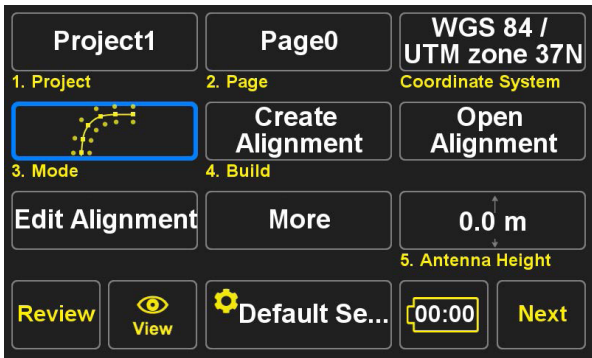 Project1
Page0
WGS 84 /
UTM zone 37N
1. Project
2. Page
Coordinate System
Create
Alignment
Open
Alignment
3. Mode
4. Build
Edit Alignment
More
0.0 m
5. Antenna Height
Review
View
Default Se...
00:00
Next